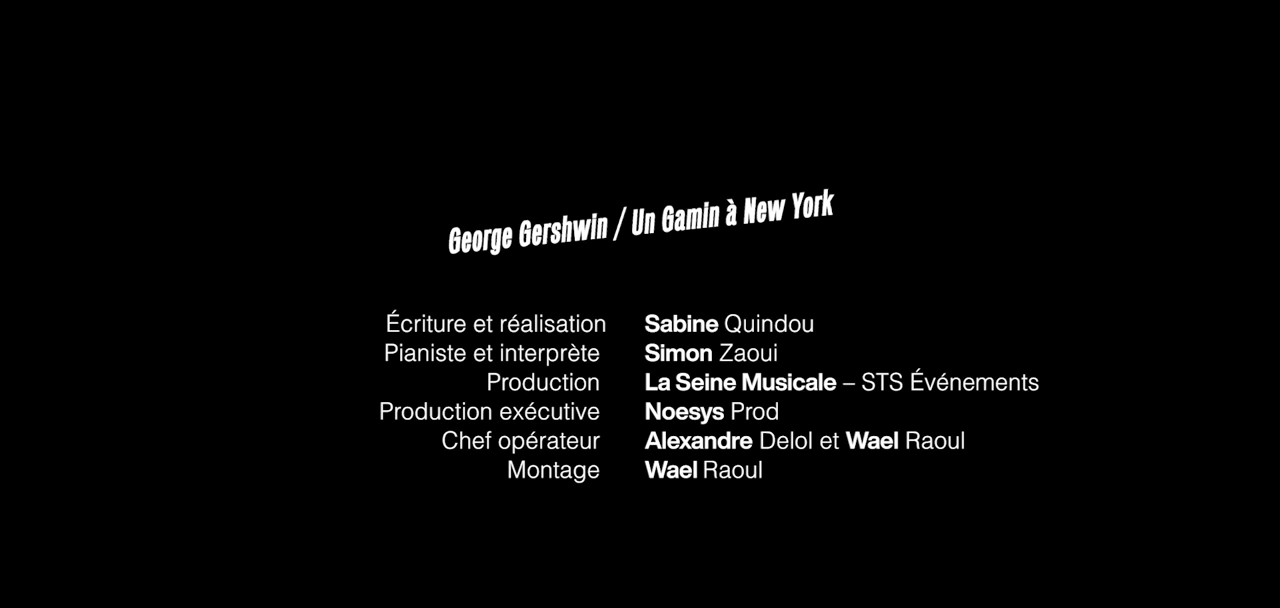 George Gershwin / Un Gamin à New York
Écriture et réalisation Sabine Quindou
Pianiste et interprète Simon Zaoui
Production La Seine Musicale – STS Événements
Production exécutive Noesys Prod
Chef opérateur Alexandre Delol et Wael Raoul
Montage Wael Raoul